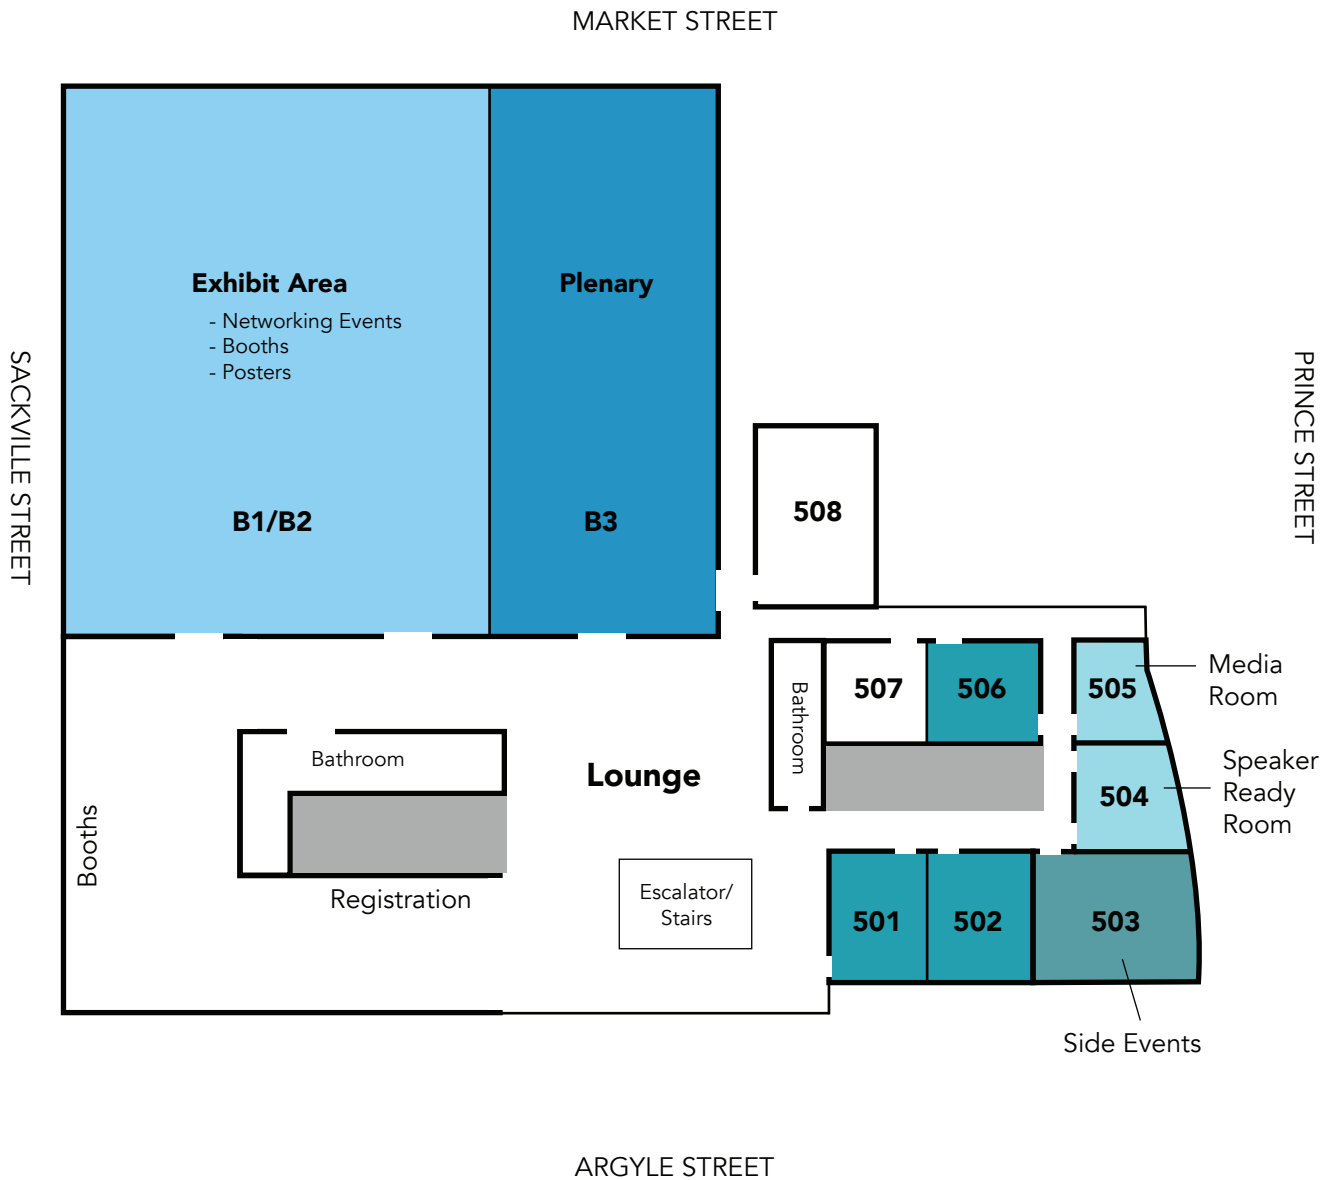 MARKET STREET
SACKVILLE STREET
Exhibit Area
- Networking Events
- Booths
- Posters
B1/B2
Plenary
B3
508
PRINCE STREET
507
506
505
Media
Room
Bathroom
Bathroom
Lounge
504
Speaker
Ready
Room
Booths
Registration
Escalator/
Stairs
501
502
503
Side Events
ARGYLE STREET